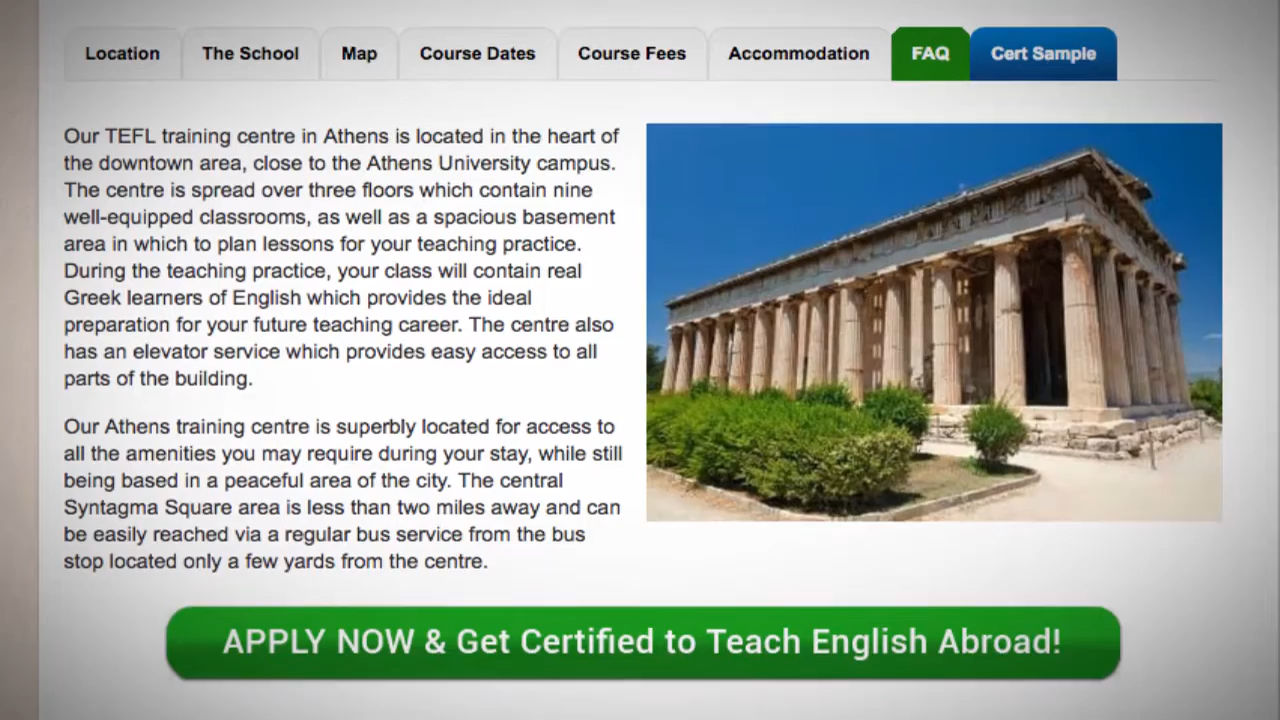 Location The School Map Course Dates Course Fees Accommodation FAQ Cert Sample
Our TEFL training centre in Athens is located in the heart of
the downtown area, close to the Athens University campus.
The centre is spread over three floors which contain nine
well-equipped classrooms, as well as a spacious basement
area in which to plan lessons for your teaching practice.
During the teaching practice, your class will contain real
Greek learners of English which provides the ideal
preparation for your future teaching career. The centre also
has an elevator service which provides easy access to all
parts of the building.
Our Athens training centre is superbly located for access to
all the amenities you may require during your stay, while still
being based in a peaceful area of the city. The central
Syntagma Square area is less than two miles away and can
be easily reached via a regular bus service from the bus
stop located only a few yards from the centre.
APPLY NOW & Get Certified to Teach English Abroad!